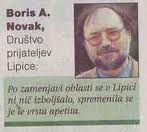 Boris A.
Novak,
Društvo
prijateljev
Lipice:
Po zamenjavi oblasti se v Lipici
ni nič izboljšalo, spremenila se
je le vrsta apetita.